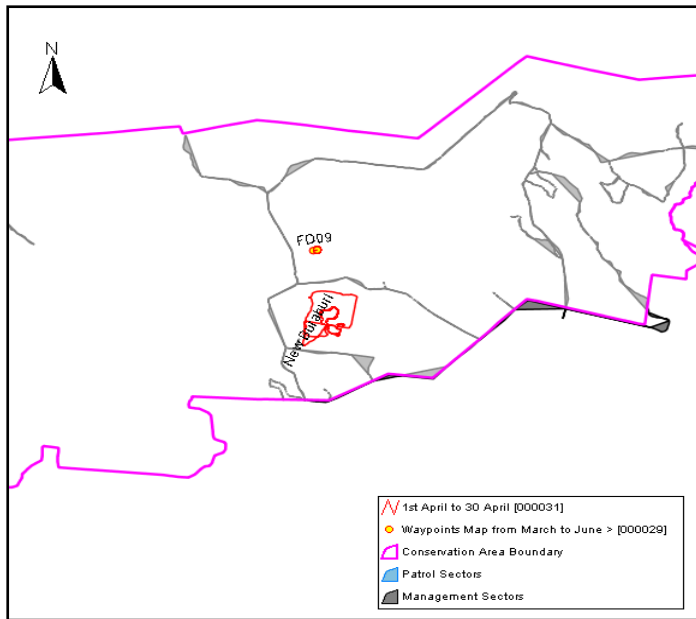 N
FD09
New Butaburi
1st April to 30 April [000031]
Waypoints Map from March to June > [000029]
Conservation Area Boundary
Patrol Sectors
Management Sectors